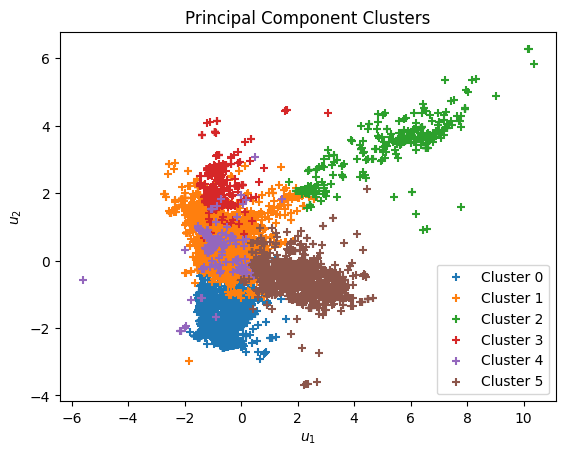 Principal Component Clusters
u₂
6
4
2
0
−2
−4
−6
−4
−2
0
2
4
6
8
10
u₁
Cluster 0
Cluster 1
Cluster 2
Cluster 3
Cluster 4
Cluster 5